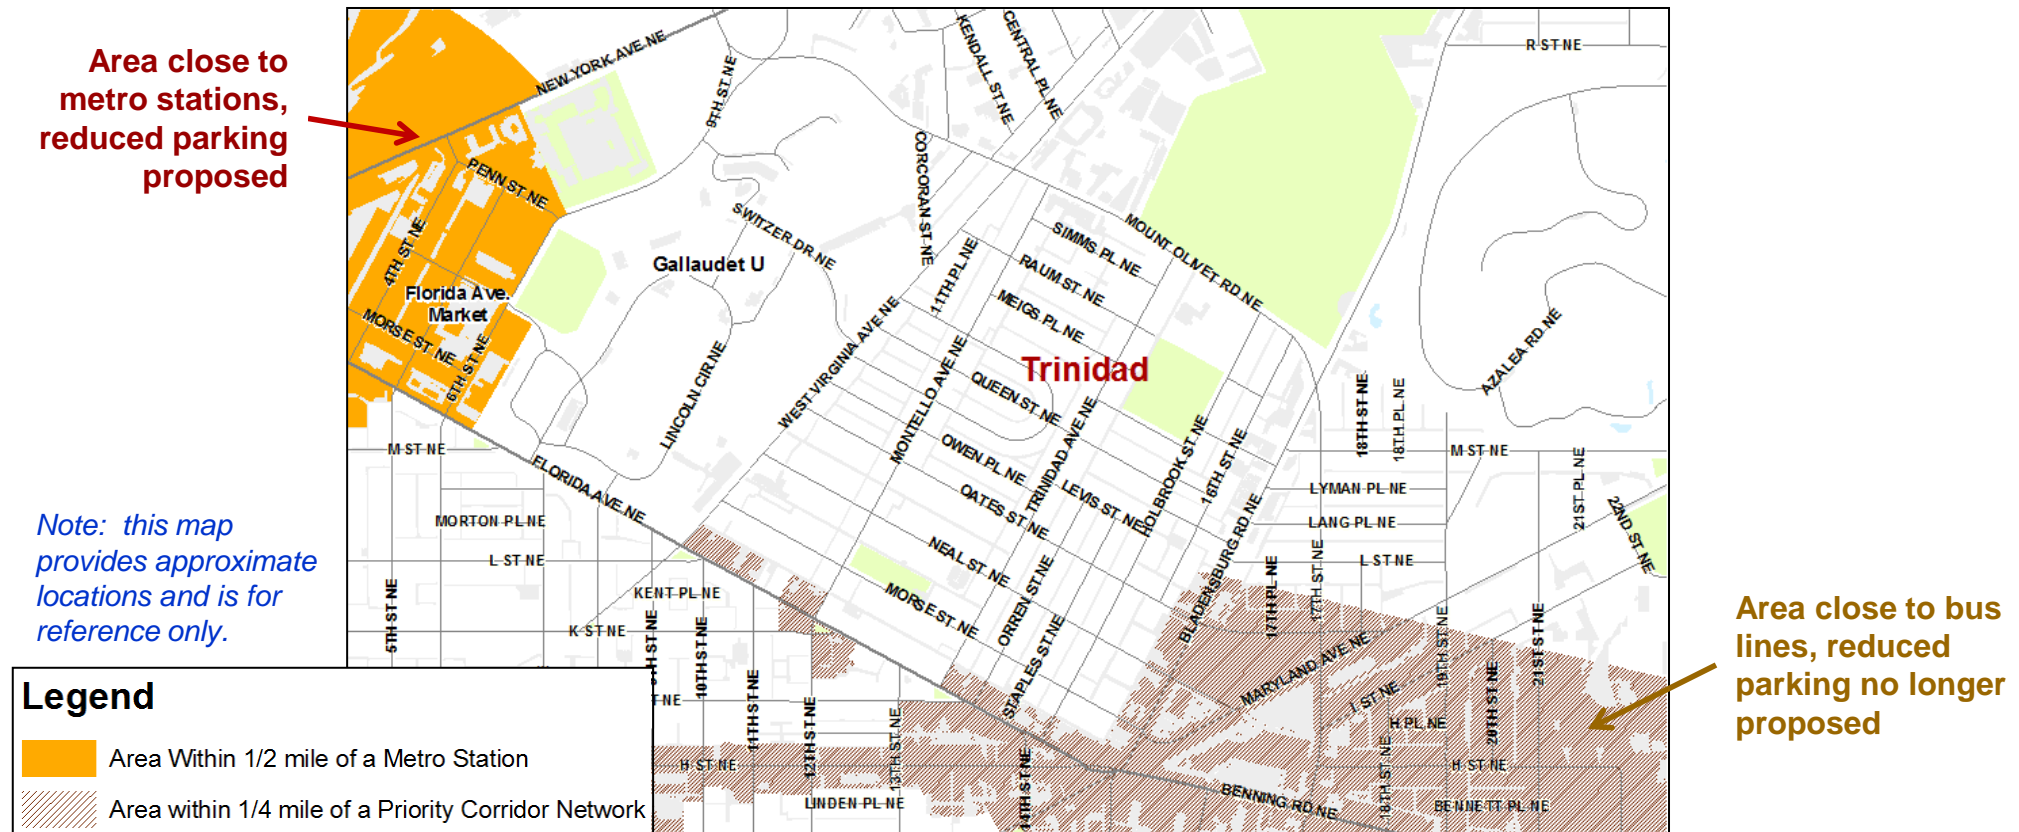 Area close to
metro stations,
reduced parking
proposed
Note: this map
provides approximate
locations and is for
reference only.
NEW YORK AVE NE
9TH ST NE
KENDALL ST NE
CENTRAL PL NE
R ST NE
PENN ST NE
4TH ST NE
CORCORAN ST NE
SWITZER DR NE
Gallaudet U
11TH PL NE
SIMMS PL NE
MOUNT OLIVET RD NE
RAUM ST NE
MEIGS PL NE
Florida Ave.
Market
MORSE ST NE
6TH ST NE
LINCOLN CIR NE
WEST VIRGINIA AVE NE
MONTELLO AVE NE
Trinidad
QUEEN ST NE
TRINIDAD AVE NE
OWEN PL NE
OATES ST NE
LEVIS ST NE
HOLBROOK ST NE
16TH ST NE
BLADENSBURG RD NE
AZALEA RD NE
18TH ST NE
18TH PL NE
M ST NE
M ST NE
LYMAN PL NE
LANG PL NE
L ST NE
21ST PL NE
22ND ST NE
FLORIDA AVE NE
MORTON PL NE
L ST NE
KENT PL NE
K ST NE
5TH ST NE
10TH ST NE
11TH ST NE
12TH ST NE
13TH ST NE
14TH ST NE
NEAL ST NE
MORSE ST NE
ORREN ST NE
STAPLES ST NE
17TH PL NE
17TH ST NE
MARYLAND AVE NE
I ST NE
H PL NE
19TH ST NE
20TH ST NE
21ST ST NE
18TH ST NE
H ST NE
H ST NE
LINDEN PL NE
BENNING RD NE
BENNETT PL NE
Area close to bus
lines, reduced
parking no longer
proposed
Legend
Area Within 1/2 mile of a Metro Station
Area within 1/4 mile of a Priority Corridor Network